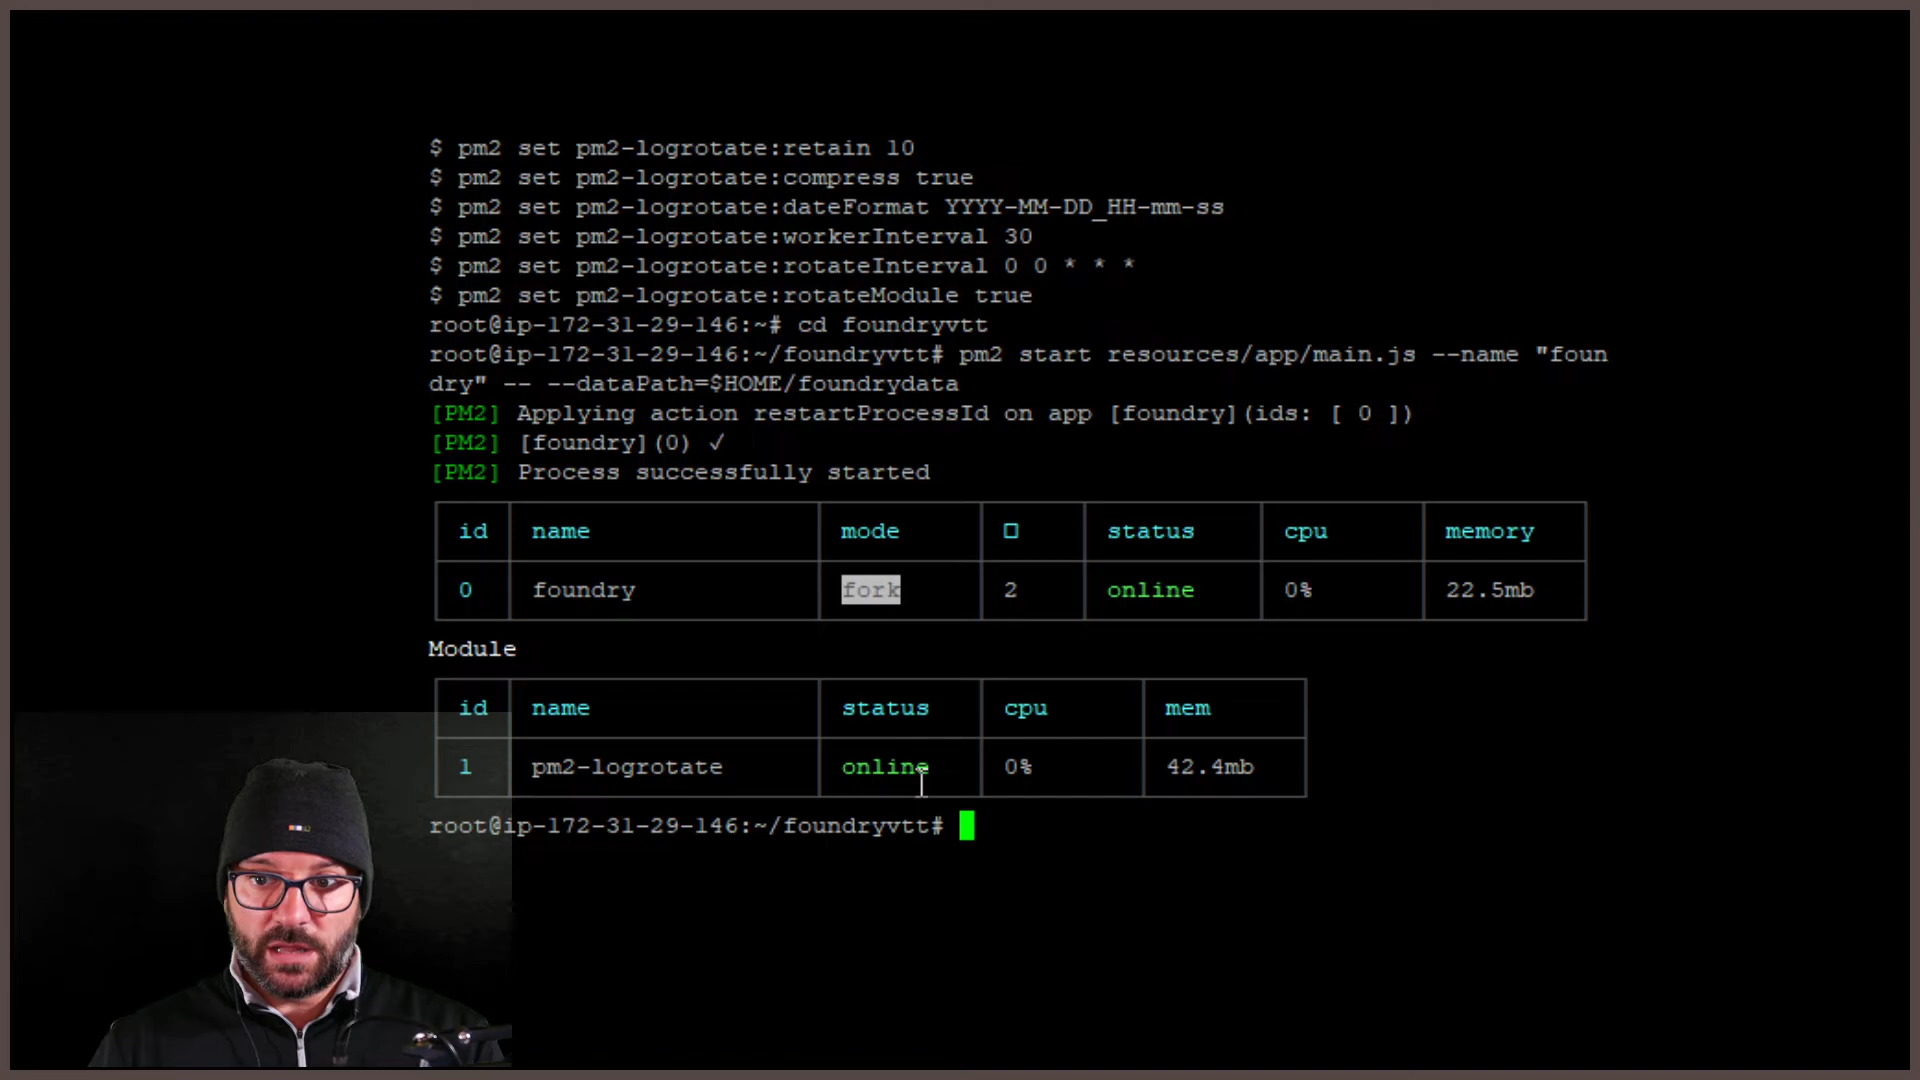 $ pm2 set pm2-logrotate:retain 10
$ pm2 set pm2-logrotate:compress true
$ pm2 set pm2-logrotate:dateFormat YYYY-MM-DD_HH-mm-ss
$ pm2 set pm2-logrotate:workerInterval 30
$ pm2 set pm2-logrotate:rotateInterval 0 0 * * *
$ pm2 set pm2-logrotate:rotateModule true
root@ip-172-31-29-146:~# cd foundryvtt
root@ip-172-31-29-146:~/foundryvtt# pm2 start resources/app/main.js --name "foun
dry" -- --dataPath=$HOME/foundrydata
[PM2] Applying action restartProcessId on app [foundry](ids: [ 0 ])
[PM2] [foundry](0) ✓
[PM2] Process successfully started
id name mode □ status cpu memory
0 foundry fork 2 online 0% 22.5mb
Module
id name status cpu mem
1 pm2-logrotate online 0% 42.4mb
root@ip-172-31-29-146:~/foundryvtt#